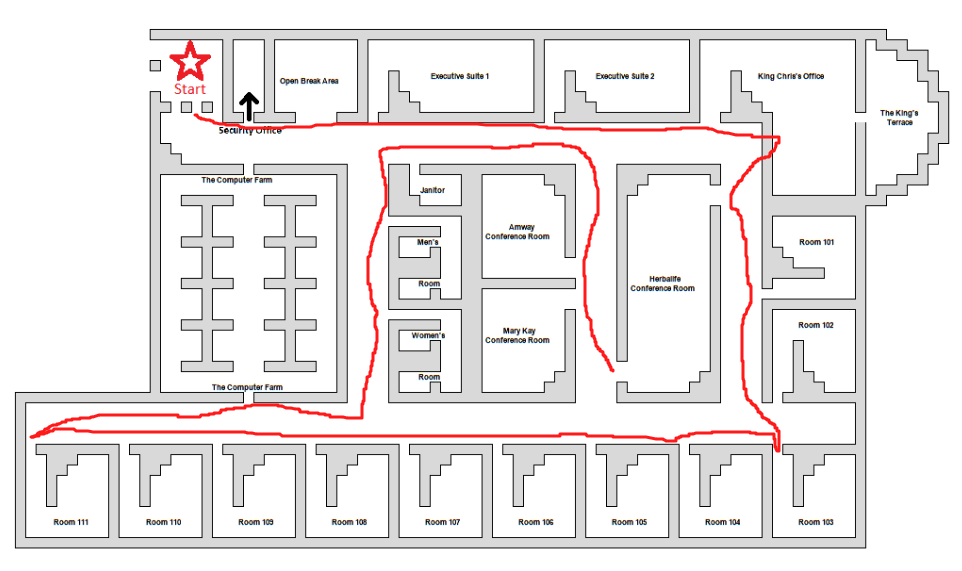 Start
Open Break Area
Executive Suite 1
Executive Suite 2
King Chris's Office
The King's
Terrace
Security Office
The Computer Farm
Janitor
Men's
Room
Amway
Conference Room
Herbalife
Conference Room
Room 101
Women's
Room
Mary Kay
Conference Room
Room 102
The Computer Farm
Room 111
Room 110
Room 109
Room 108
Room 107
Room 106
Room 105
Room 104
Room 103